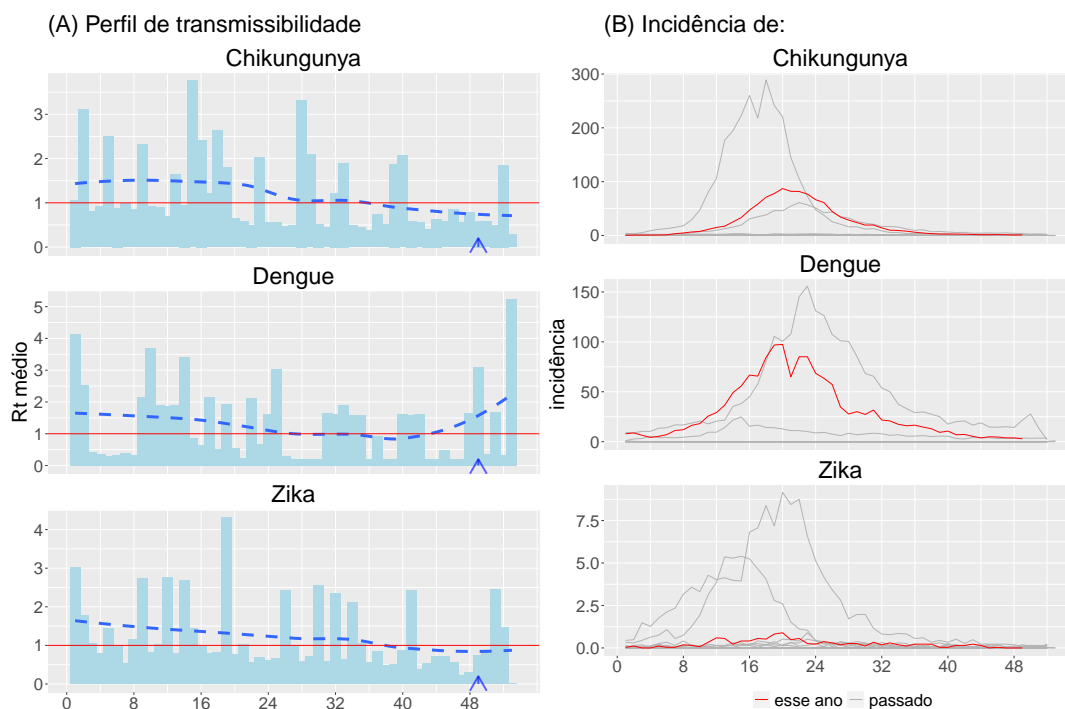 (A) Perfil de transmissibilidade
Chikungunya
3
2
1
0
Dengue
5
4
3
2
1
0
Zika
4
3
2
1
0
0 8 16 24 32 40 48
Rt médio
(B) Incidência de:
Chikungunya
300
200
100
0
Dengue
150
100
50
0
Zika
7.5
5.0
2.5
0.0
0 8 16 24 32 40 48
incidência
esse ano passado